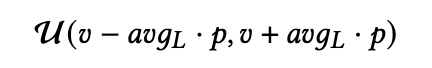 𝒰(v − avg_L · p, v + avg_L · p)